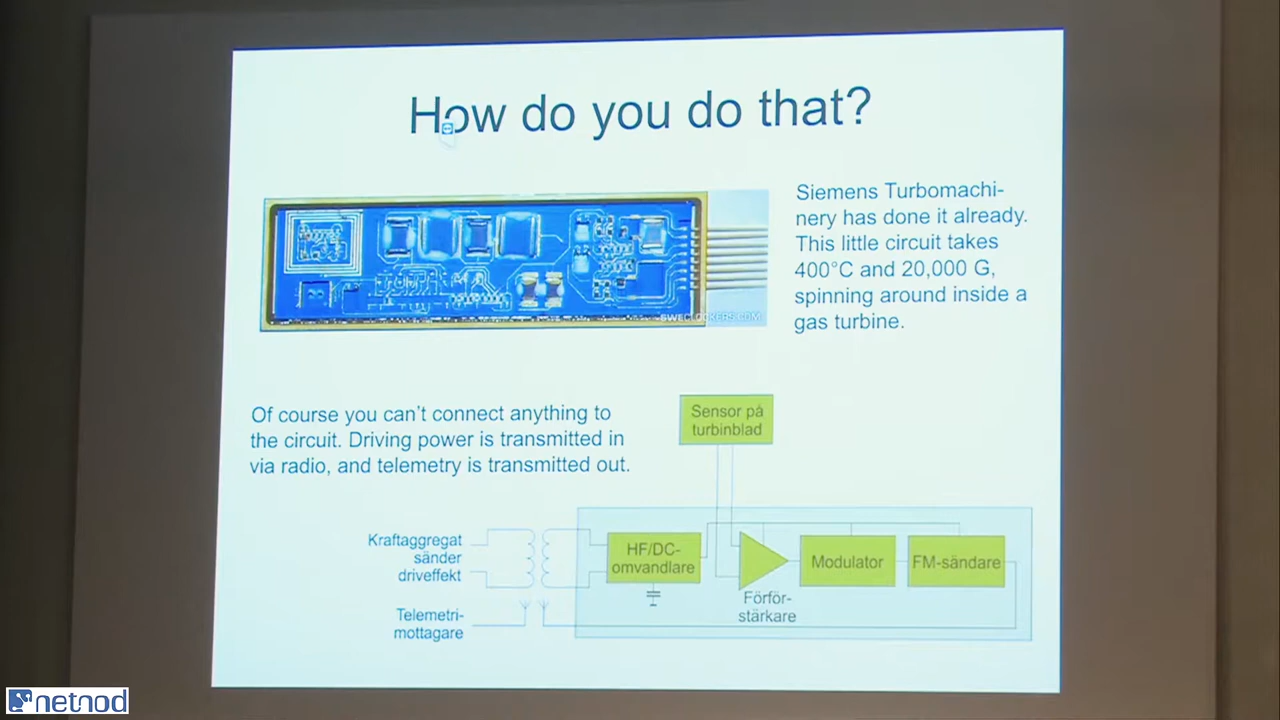 How do you do that?
Siemens Turbomachi-
nery has done it already.
This little circuit takes
400°C and 20,000 G,
spinning around inside a
gas turbine.
SWECLOCKERS.COM
Of course you can't connect anything to
the circuit. Driving power is transmitted in
via radio, and telemetry is transmitted out.
Sensor på
turbinblad
Kraftaggregat
sänder
driveffekt
HF/DC-
omvandlare
Modulator
FM-sändare
Förför-
stärkare
Telemetri-
mottagare
netnod